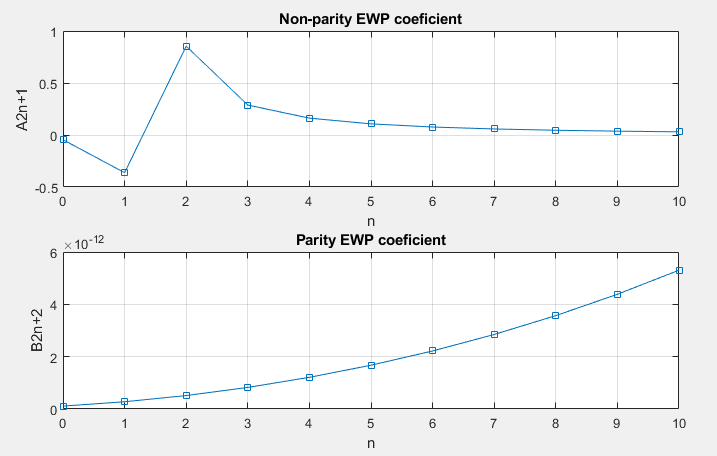 Non-parity EWP coeficient
1
0.5
0
-0.5
A2n+1
0 1 2 3 4 5 6 7 8 9 10
n
Parity EWP coeficient
×10-12
6
4
2
0
B2n+2
0 1 2 3 4 5 6 7 8 9 10
n